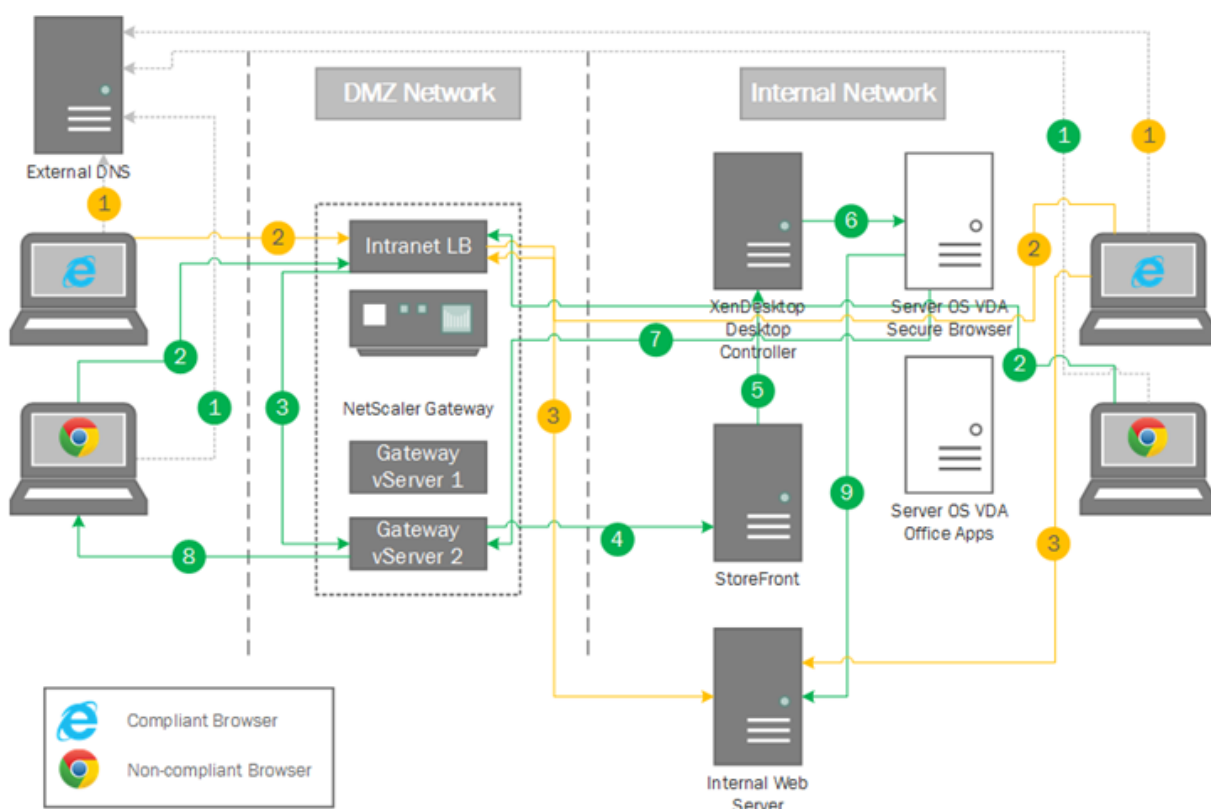 DMZ Network
Internal Network
External DNS
1
1
1
1
2
Intranet LB
6
2
XenDesktop
Desktop
Controller
Server OS VDA
Secure Browser
7
2
2
5
3
1
NetScaler Gateway
3
Gateway
vServer 1
9
Server OS VDA
Office Apps
Gateway
vServer 2
4
8
3
StoreFront
Compliant Browser
Non-compliant Browser
Internal Web
Server